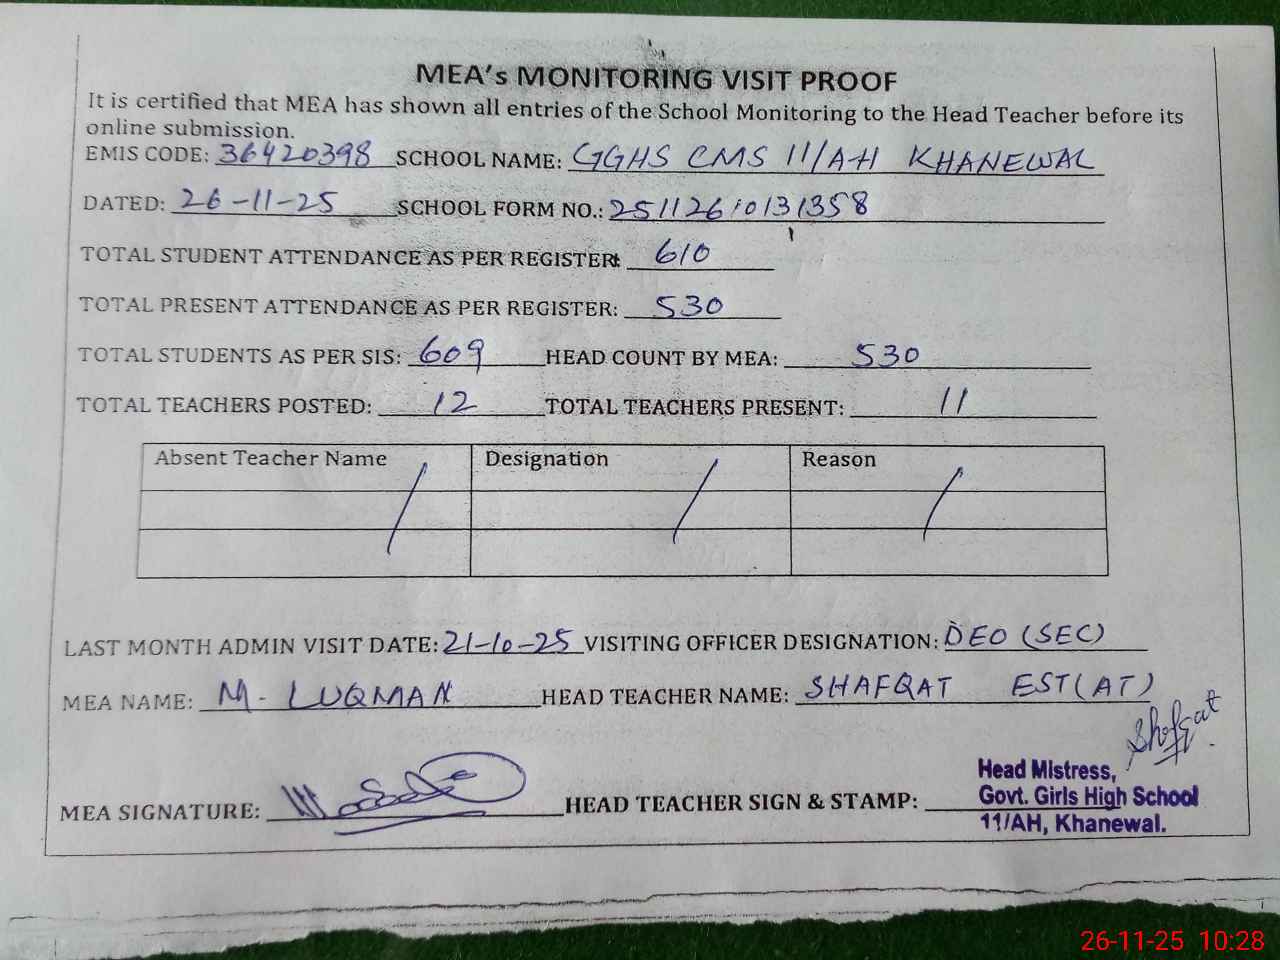 MEA's MONITORING VISIT PROOF
It is certified that MEA has shown all entries of the School Monitoring to the Head Teacher before its
online submission.
EMIS CODE: 36420398 SCHOOL NAME: GGHS CMS 11/A-H KHANEWAL
DATED: 26-11-25 SCHOOL FORM NO.: 25112610131358
TOTAL STUDENT ATTENDANCE AS PER REGISTER: 610
TOTAL PRESENT ATTENDANCE AS PER REGISTER: 530
TOTAL STUDENTS AS PER SIS: 609 HEAD COUNT BY MEA: 530
TOTAL TEACHERS POSTED: 12 TOTAL TEACHERS PRESENT: 11
Absent Teacher Name Designation Reason
LAST MONTH ADMIN VISIT DATE: 21-10-25 VISITING OFFICER DESIGNATION: DEO (SEC)
MEA NAME: M. LUQMAN HEAD TEACHER NAME: SHAFQAT EST(AT)
Shafqat
Head Mistress,
MEA SIGNATURE: HEAD TEACHER SIGN & STAMP: Govt. Girls High School
11/AH, Khanewal.
26-11-25 10:28